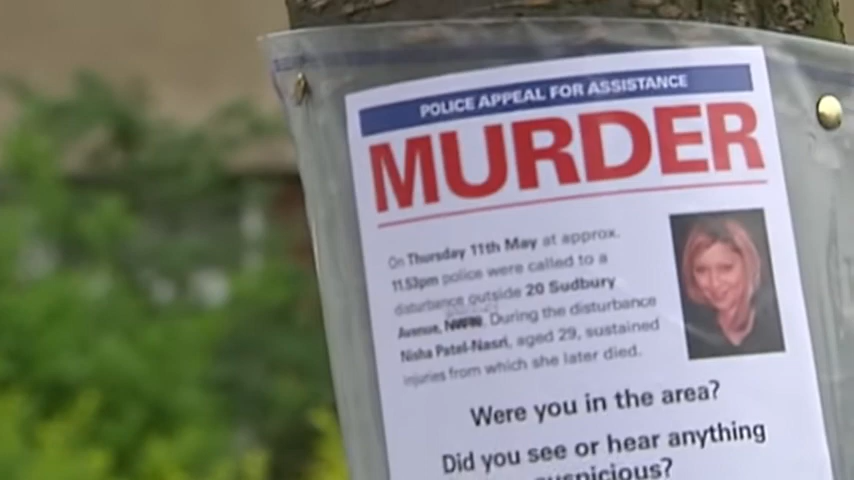 POLICE APPEAL FOR ASSISTANCE
MURDER
On Thursday 11th May at approx.
11.53pm police were called to a
disturbance outside 20 Sudbury
Avenue, During the disturbance
Nisha Patel-Nasri, aged 29, sustained
injuries from which she later died.
Were you in the area?
Did you see or hear anything
suspicious?